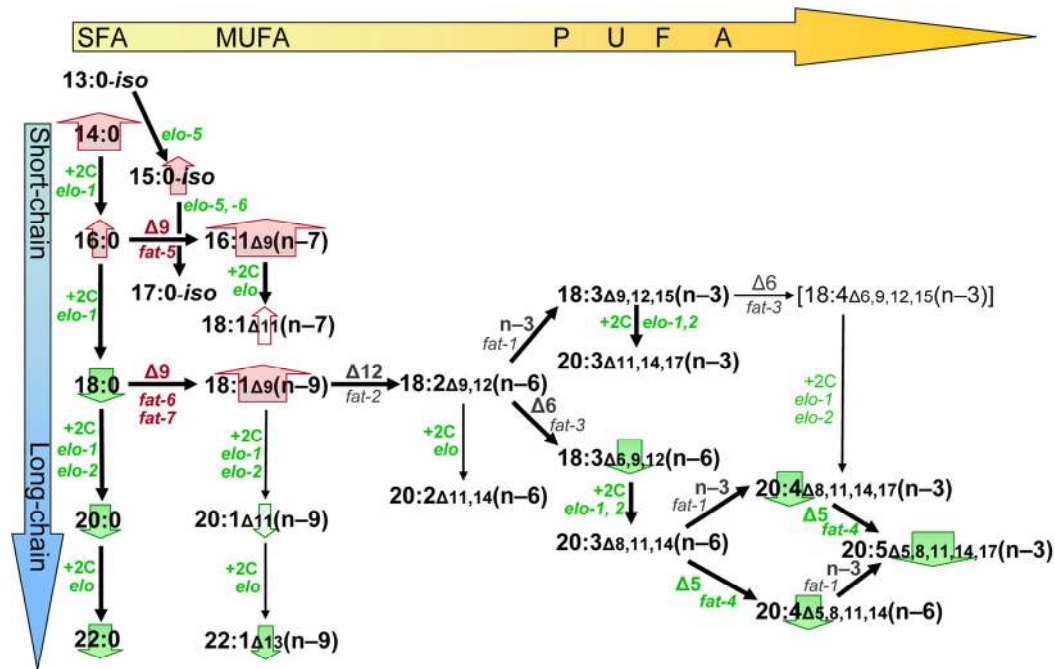 SFA MUFA P U F A
13:0-iso
Short-chain
14:0
elo-5
+2C
elo-1
15:0-iso
elo-5,-6
16:0
Δ9
fat-5
16:1Δ9(n–7)
+2C
elo-1
17:0-iso
+2C
elo
18:1Δ11(n–7)
18:3Δ9,12,15(n–3)
Δ6
fat-3
[18:4Δ6,9,12,15(n–3)]
n–3
fat-1
+2C
elo-1,2
20:3Δ11,14,17(n–3)
18:0
Δ9
fat-6
fat-7
18:1Δ9(n–9)
Δ12
fat-2
18:2Δ9,12(n–6)
Δ6
fat-3
+2C
elo-1
elo-2
Long-chain
+2C
elo-1
elo-2
+2C
elo-1
elo-2
+2C
elo
18:3Δ6,9,12(n–6)
20:2Δ11,14(n–6)
+2C
elo-1, 2
n–3
fat-1
20:4Δ8,11,14,17(n–3)
20:0
20:1Δ11(n–9)
20:3Δ8,11,14(n–6)
Δ5
fat-4
20:5Δ5,8,11,14,17(n–3)
+2C
elo
+2C
elo
Δ5
fat-4
n–3
fat-1
20:4Δ5,8,11,14(n–6)
22:0
22:1Δ13(n–9)